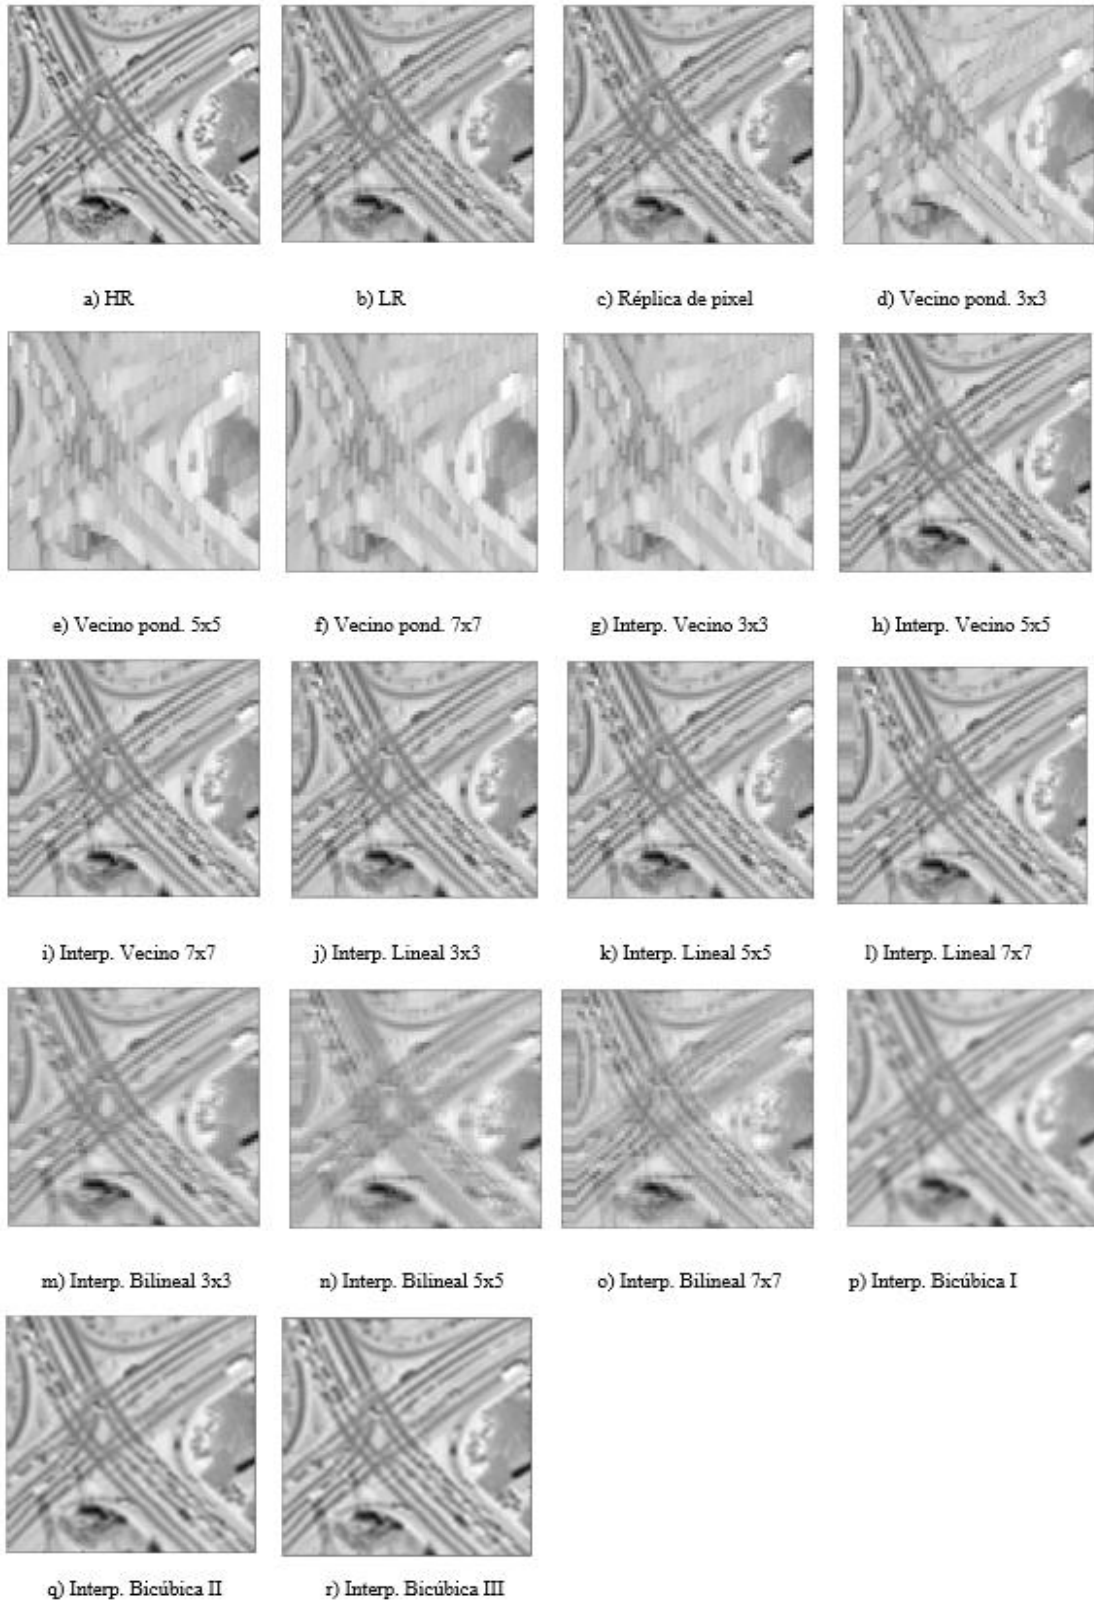 a) HR
b) LR
c) Réplica de pixel
d) Vecino pond. 3x3
e) Vecino pond. 5x5
f) Vecino pond. 7x7
g) Interp. Vecino 3x3
h) Interp. Vecino 5x5
i) Interp. Vecino 7x7
j) Interp. Lineal 3x3
k) Interp. Lineal 5x5
l) Interp. Lineal 7x7
m) Interp. Bilineal 3x3
n) Interp. Bilineal 5x5
o) Interp. Bilineal 7x7
p) Interp. Bicúbica I
q) Interp. Bicúbica II
r) Interp. Bicúbica III